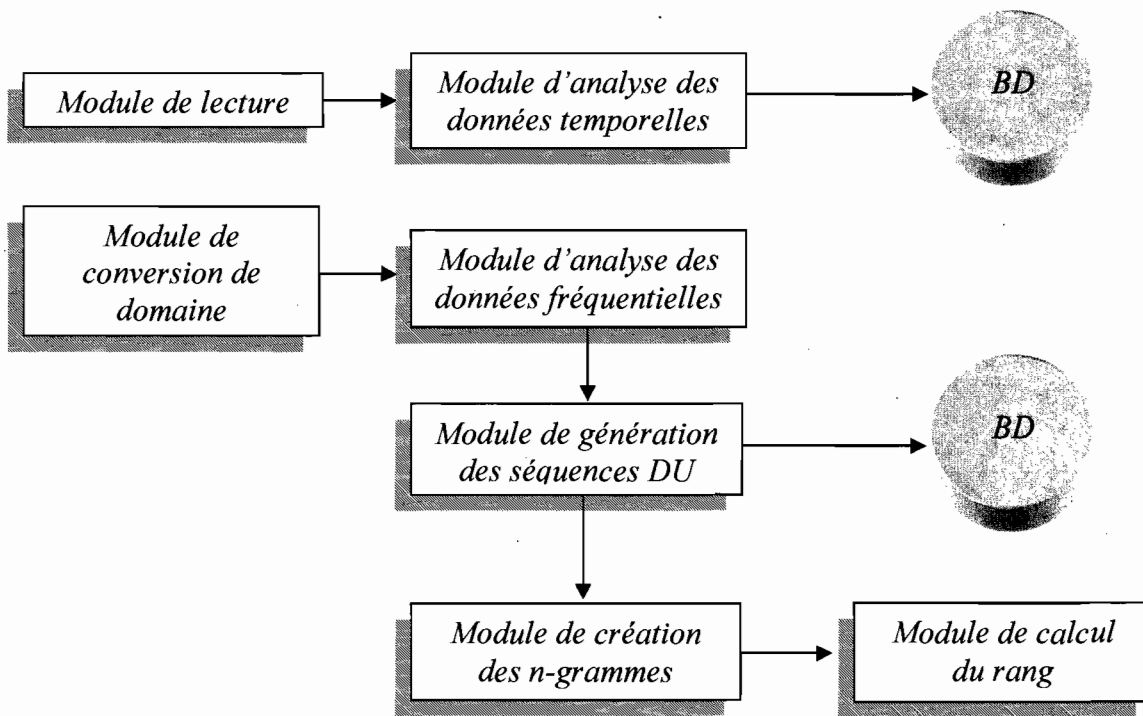 Module de lecture
Module d'analyse des
données temporelles
BD
Module de
conversion de
domaine
Module d'analyse des
données fréquentielles
Module de génération
des séquences DU
BD
Module de création
des n-grammes
Module de calcul
du rang